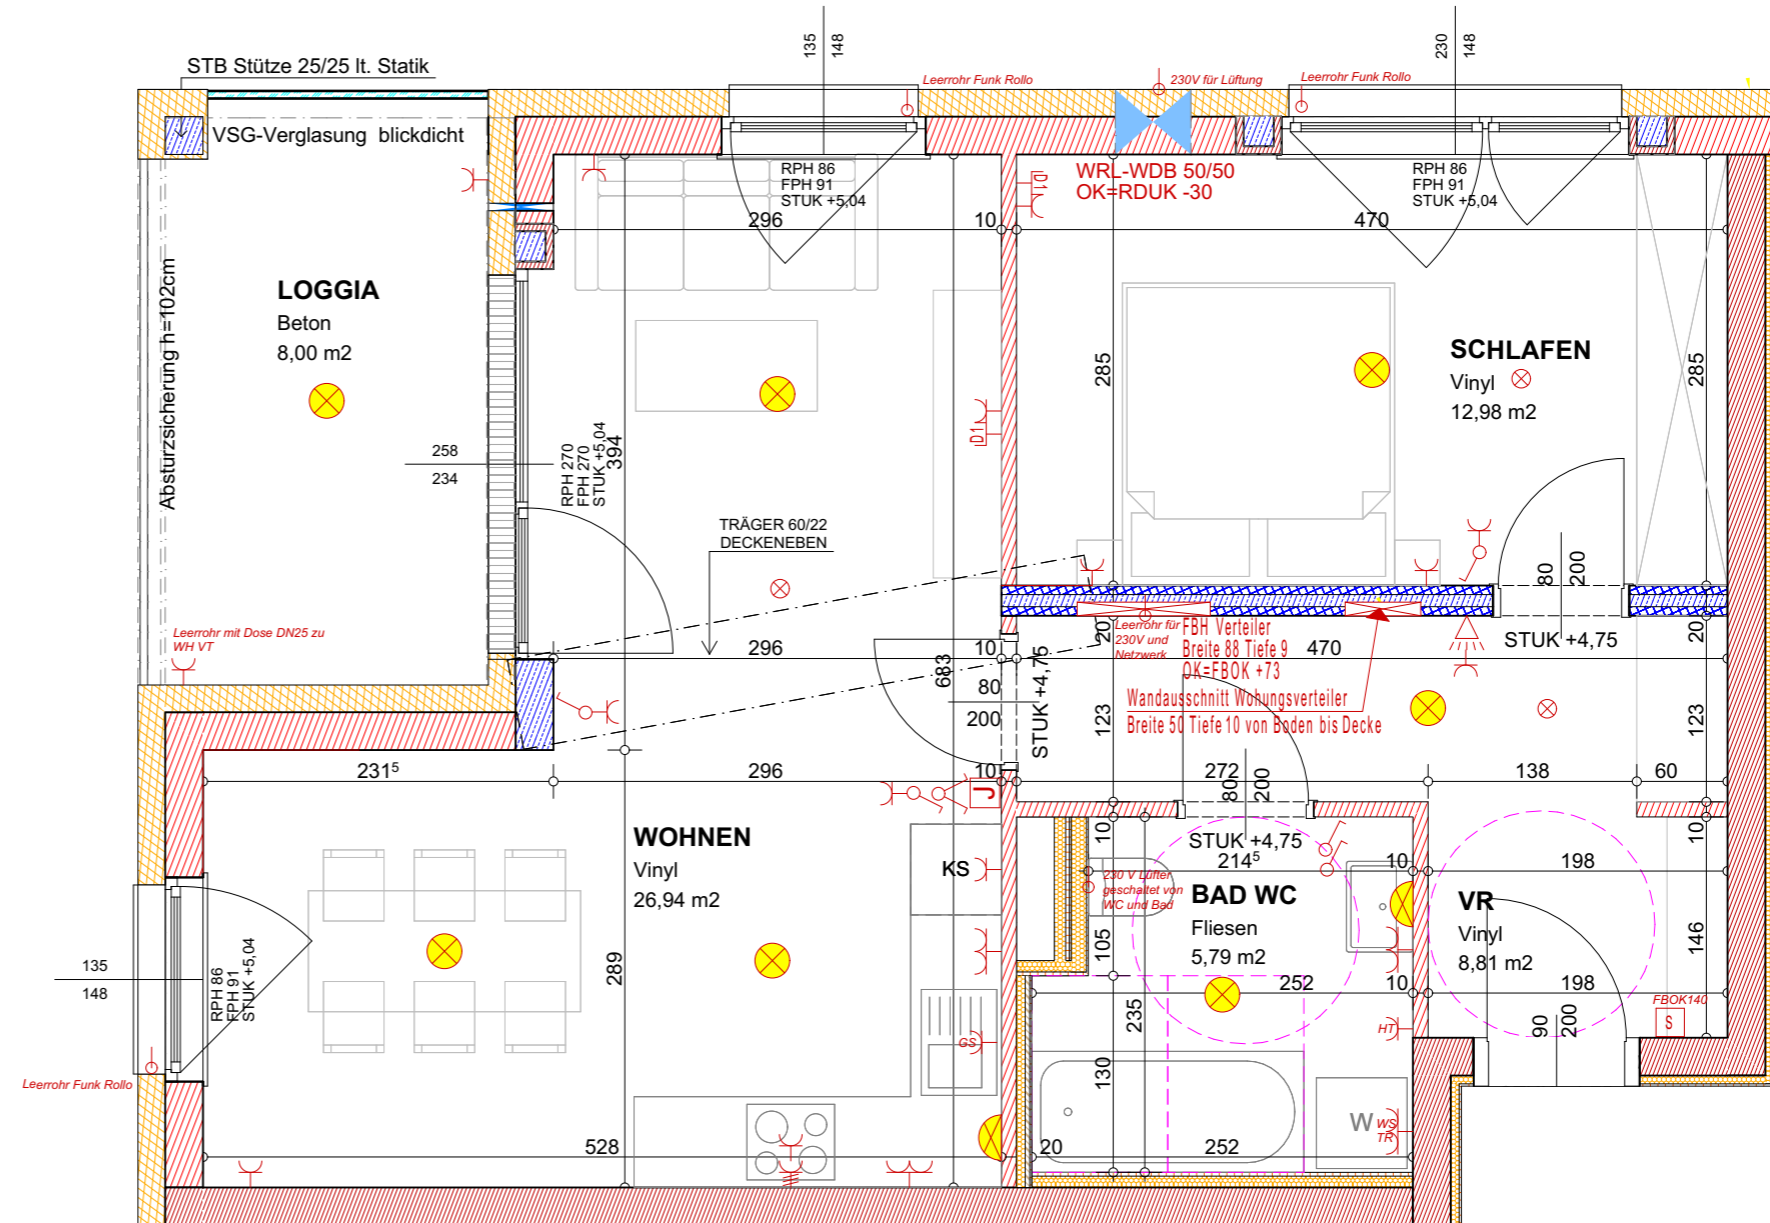 135
148
230
148
STB Stütze 25/25 lt. Statik
Leerrohr Funk Rollo
230V für Lüftung
Leerrohr Funk Rollo
VSG-Verglasung  blickdicht
RPH 86
FPH 91
STUK +5,04
WRL-WDB 50/50
OK=RDUK -30
RPH 86
FPH 91
STUK +5,04
D1
296
10
470
Absturzsicherung h=102cm
LOGGIA
Beton
8,00 m2
285
SCHLAFEN
Vinyl
12,98 m2
285
258
234
RPH 270
FPH 270
STUK +5,04
394
D1
TRÄGER 60/22
DECKENEBEN
80
200
Leerrohr mit Dose DN25 zu
WH VT
296
10
683
80
200
STUK +4,75
20
Leerrohr für
230V und
Netzwerk
FBH Verteiler
Breite 88 Tiefe 9
OK=FBOK +73
470
STUK +4,75
20
Wandausschnitt Wohungsverteiler
Breite 50 Tiefe 10 von Boden bis Decke
123
123
231⁵
296
10
J
272
80
200
138
60
WOHNEN
Vinyl
26,94 m2
KS
10
STUK +4,75
214⁵
10
198
10
230 V Lüfter
geschaltet von
WC und Bad
BAD WC
Fliesen
5,79 m2
VR
Vinyl
8,81 m2
105
146
135
148
RPH 86
FPH 91
STUK +5,04
289
252
10
198
235
FBOK140
S
90
200
GS
HT
130
Leerrohr Funk Rollo
W
WS
TR
528
20
252